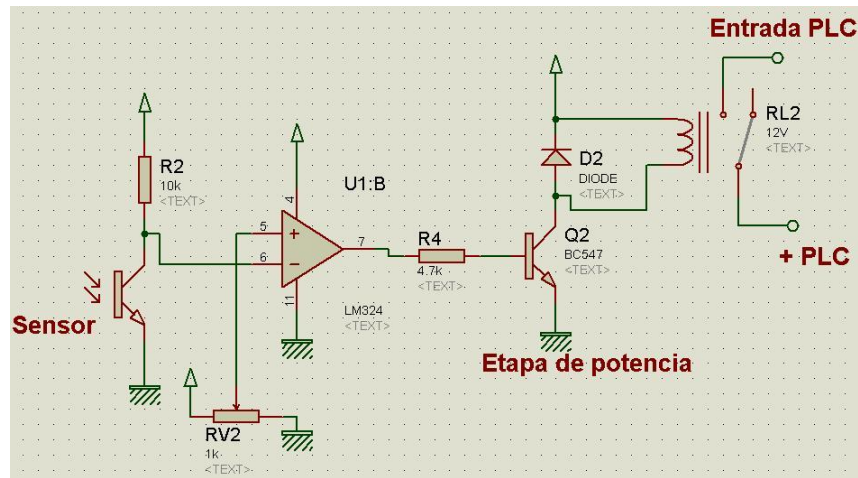 Entrada PLC
RL2
12V
<TEXT>
R2
10k
<TEXT>
D2
DIODE
<TEXT>
U1:B
4
5
6
7
11
LM324
<TEXT>
R4
4.7k
<TEXT>
Q2
BC547
<TEXT>
+ PLC
Sensor
Etapa de potencia
RV2
1k
<TEXT>